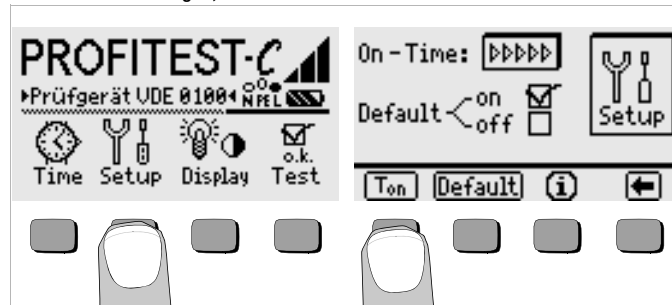 PROFITEST-C
Prüfgerät VDE 0100
N PE L
Time Setup Display o.k. Test
On-Time:
Default on
off
Setup
Ton Default i